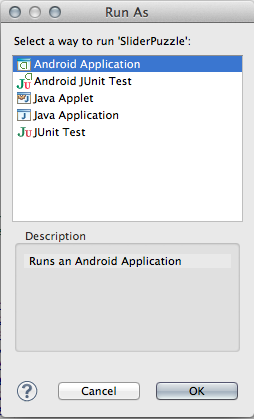 Run As
Select a way to run 'SliderPuzzle':
Android Application
Android JUnit Test
Java Applet
Java Application
JUnit Test
Description
Runs an Android Application
?
Cancel
OK